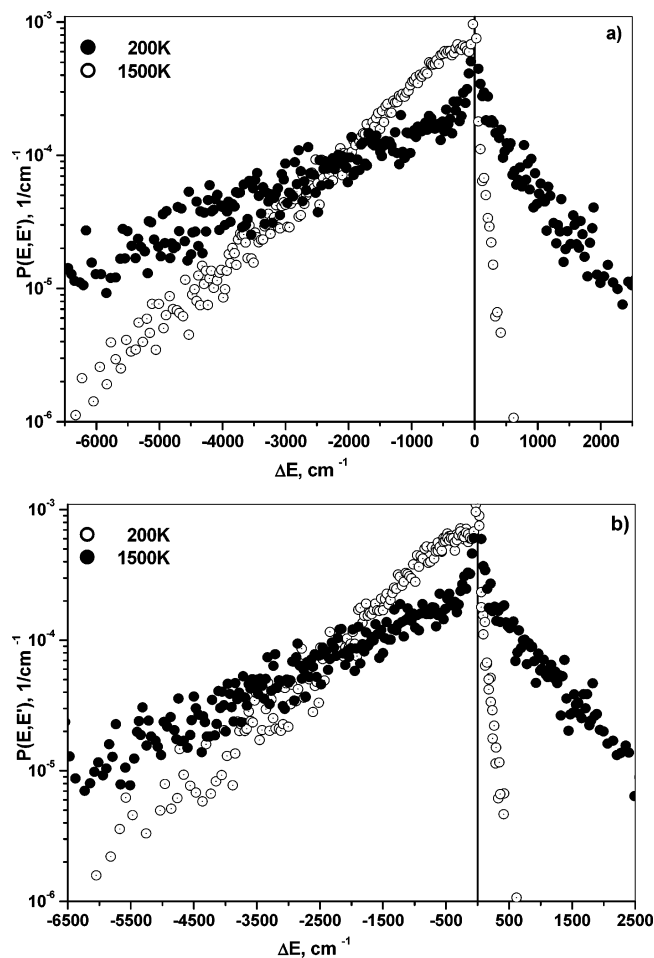 10⁻³
a)
200K
1500K
10⁻⁴
P(E,E'), 1/cm⁻¹
10⁻⁵
10⁻⁶
-6000 -5000 -4000 -3000 -2000 -1000 0 1000 2000
ΔE, cm⁻¹
10⁻³
b)
200K
1500K
10⁻⁴
P(E,E'), 1/cm⁻¹
10⁻⁵
10⁻⁶
-6500 -5500 -4500 -3500 -2500 -1500 -500 500 1500 2500
ΔE, cm⁻¹